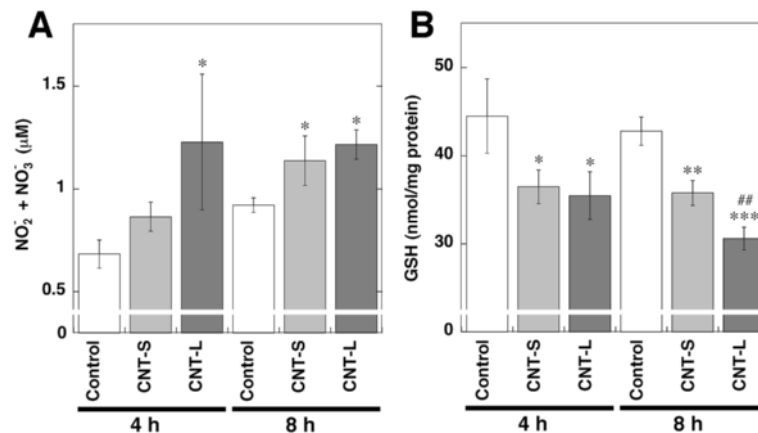 A
NO₂⁻ + NO₃⁻ (μM)
1.5
1
0.5
0
*
*
*
Control
CNT-S
CNT-L
Control
CNT-S
CNT-L
4 h
8 h
B
GSH (nmol/mg protein)
50
40
30
0
*
*
**
##
***
Control
CNT-S
CNT-L
Control
CNT-S
CNT-L
4 h
8 h